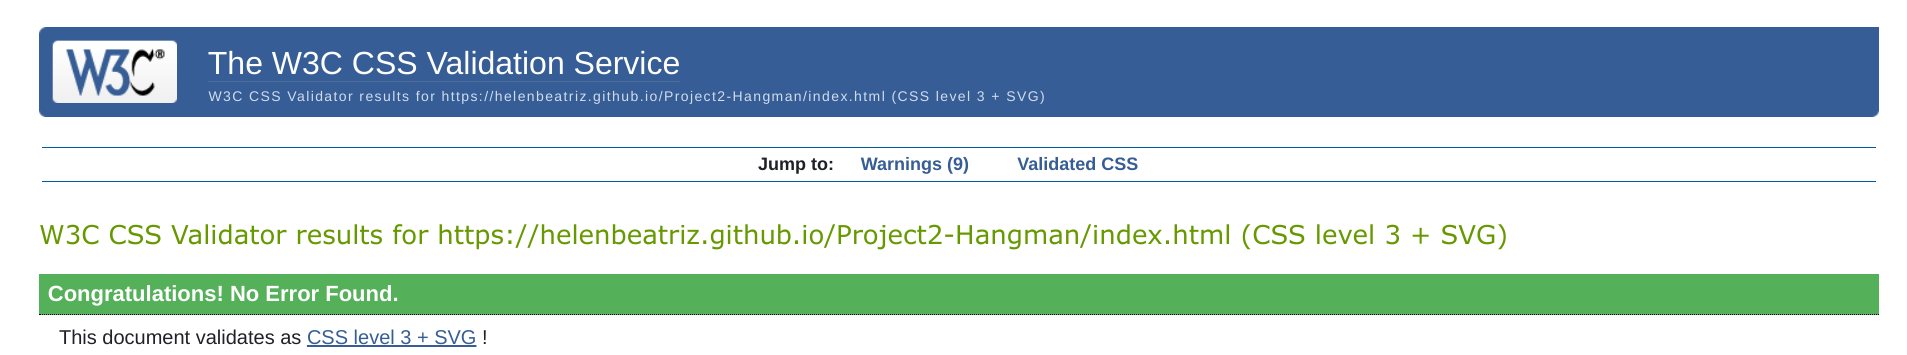 W3C®
The W3C CSS Validation Service
W3C CSS Validator results for https://helenbeatriz.github.io/Project2-Hangman/index.html (CSS level 3 + SVG)
Jump to: Warnings (9) Validated CSS
W3C CSS Validator results for https://helenbeatriz.github.io/Project2-Hangman/index.html (CSS level 3 + SVG)
Congratulations! No Error Found.
This document validates as CSS level 3 + SVG !